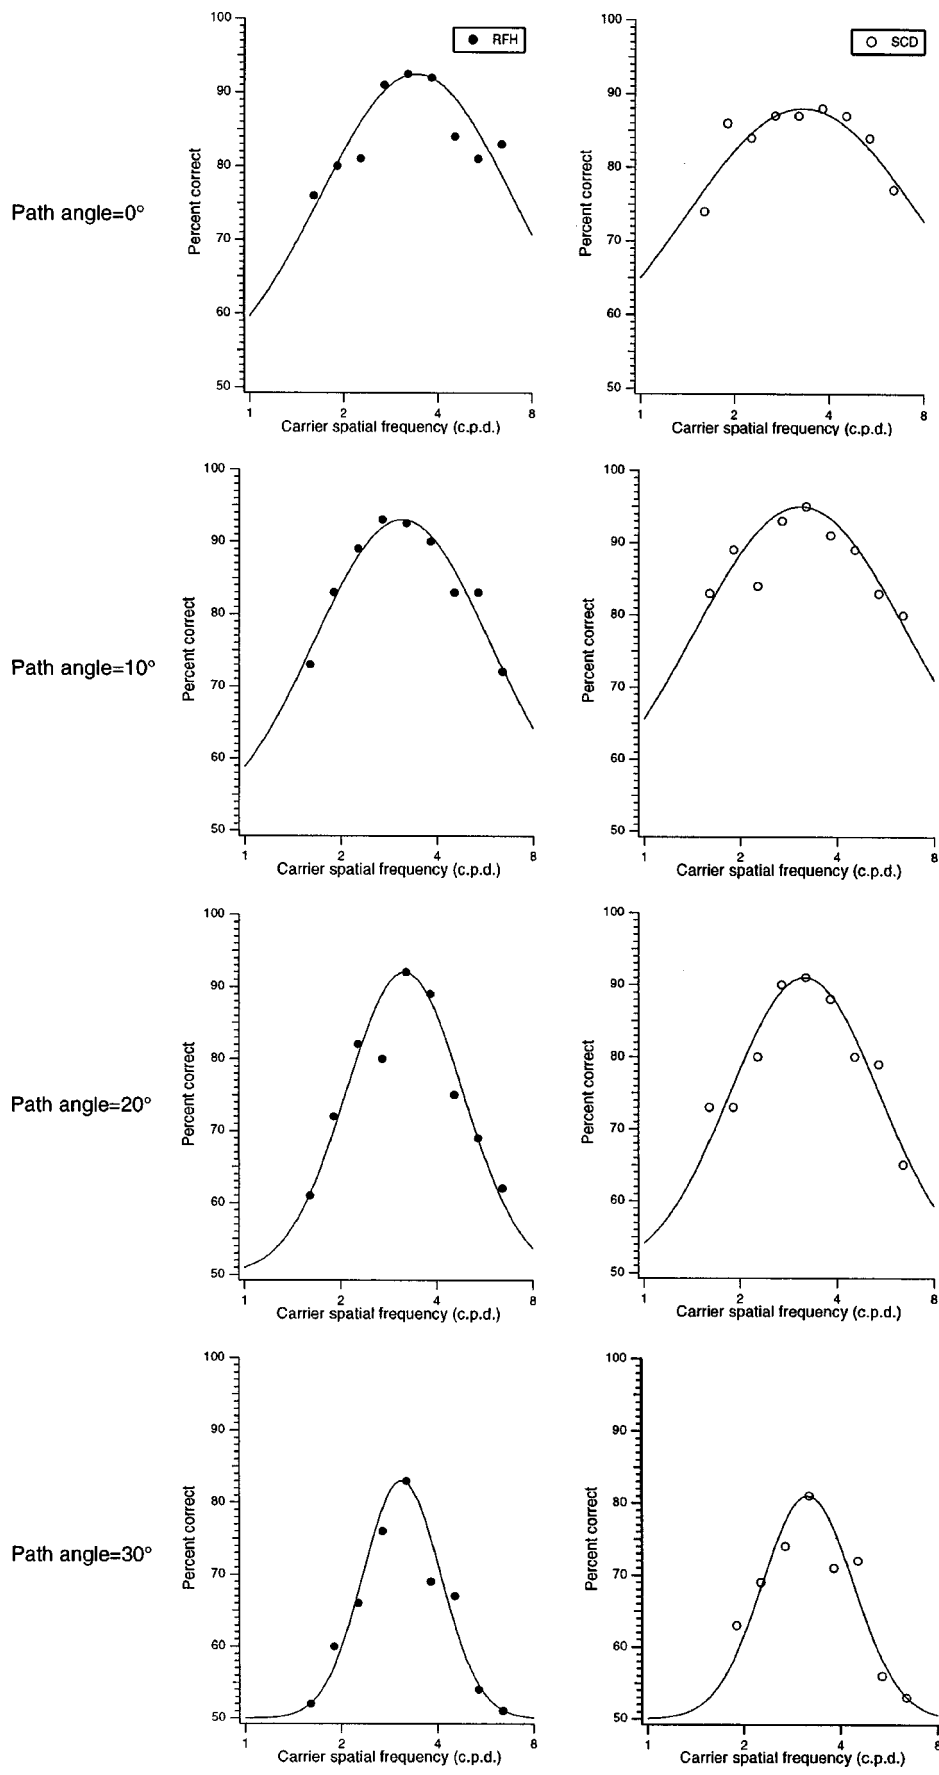 RFH
SCD
Path angle=0°
Percent correct
100
90
80
70
60
50
1 2 4 8
Carrier spatial frequency (c.p.d.)
Percent correct
100
90
80
70
60
50
1 2 4 8
Carrier spatial frequency (c.p.d.)
Path angle=10°
Percent correct
100
90
80
70
60
50
1 2 4 8
Carrier spatial frequency (c.p.d.)
Percent correct
100
90
80
70
60
50
1 2 4 8
Carrier spatial frequency (c.p.d.)
Path angle=20°
Percent correct
100
90
80
70
60
50
1 2 4 8
Carrier spatial frequency (c.p.d.)
Percent correct
100
90
80
70
60
50
1 2 4 8
Carrier spatial frequency (c.p.d.)
Path angle=30°
Percent correct
100
90
80
70
60
50
1 2 4 8
Carrier spatial frequency (c.p.d.)
Percent correct
100
90
80
70
60
50
1 2 4 8
Carrier spatial frequency (c.p.d.)